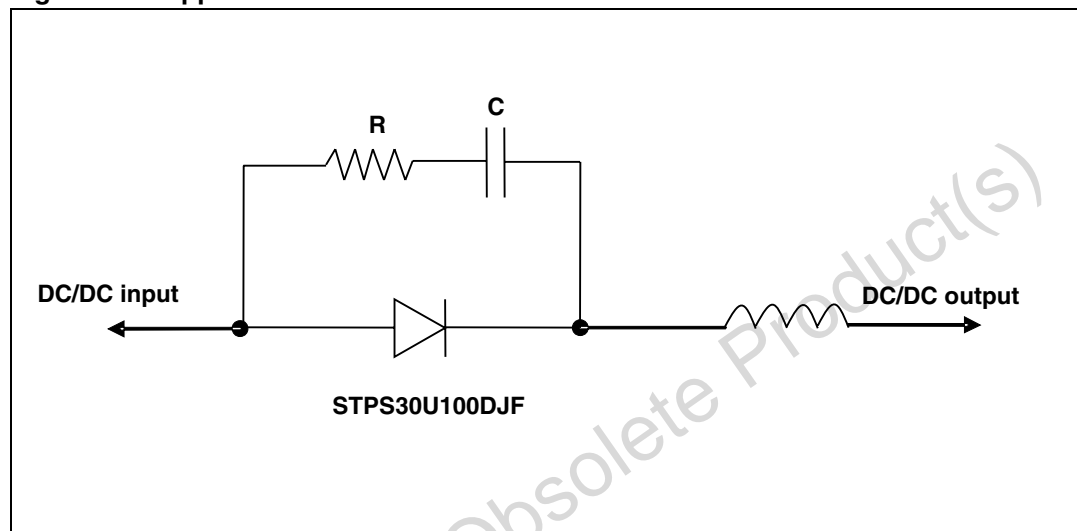 C
R
DC/DC input
DC/DC output
STPS30U100DJF
Obsolete Product(s)